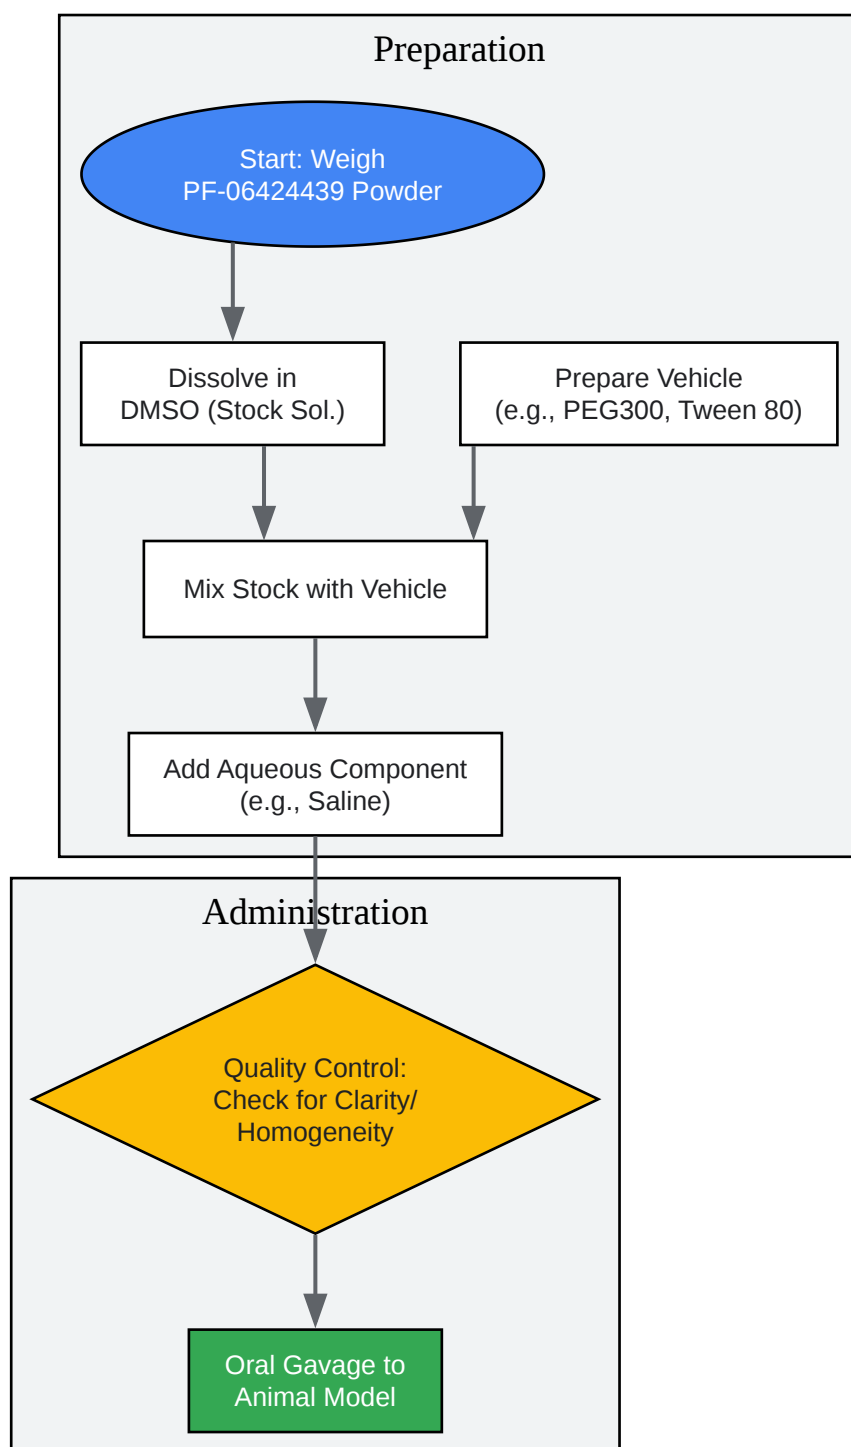 Preparation
Start: Weigh
PF-06424439 Powder
Dissolve in
DMSO (Stock Sol.)
Prepare Vehicle
(e.g., PEG300, Tween 80)
Mix Stock with Vehicle
Add Aqueous Component
(e.g., Saline)
Administration
Quality Control:
Check for Clarity/
Homogeneity
Oral Gavage to
Animal Model